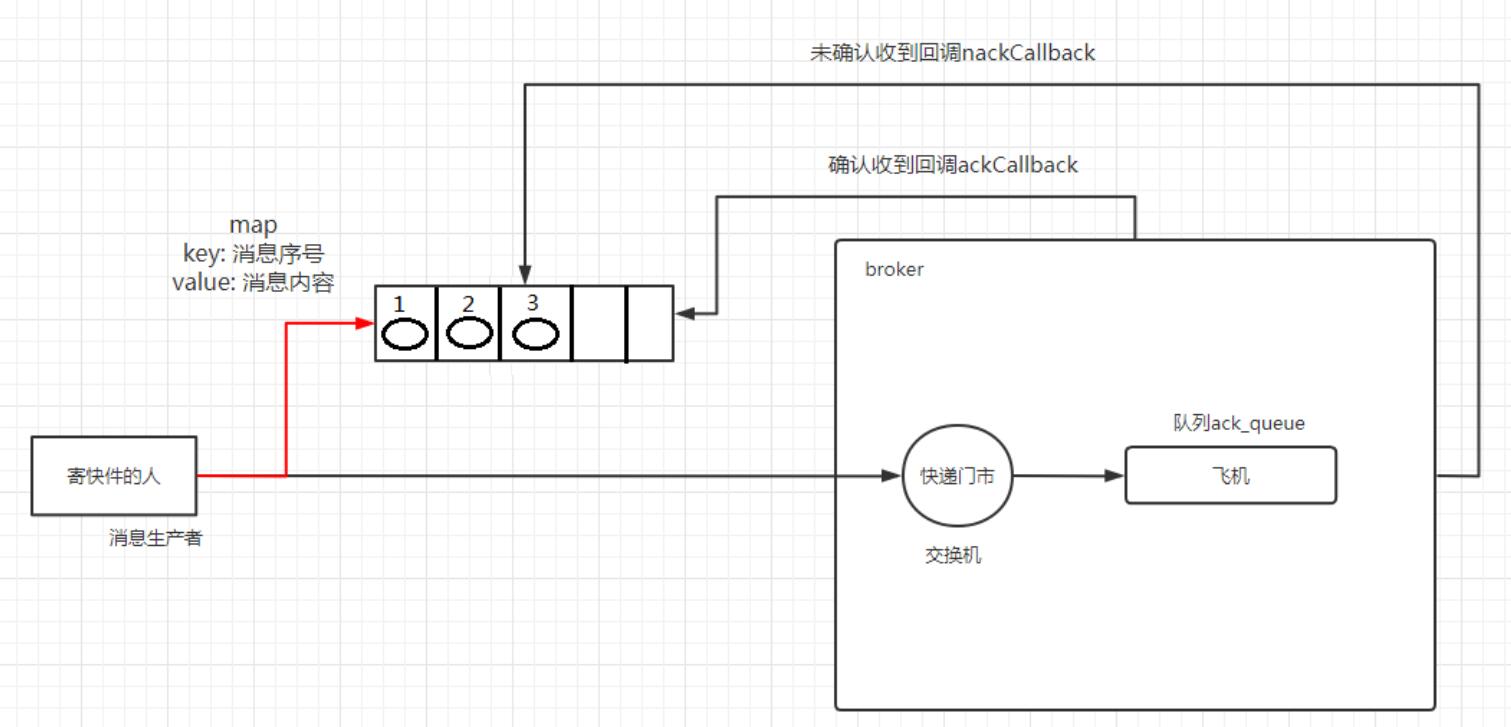 未确认收到回调nackCallback
确认收到回调ackCallback
map
key: 消息序号
value: 消息内容
broker
1 2 3
队列ack_queue
寄快件的人
快递门市
飞机
消息生产者
交换机